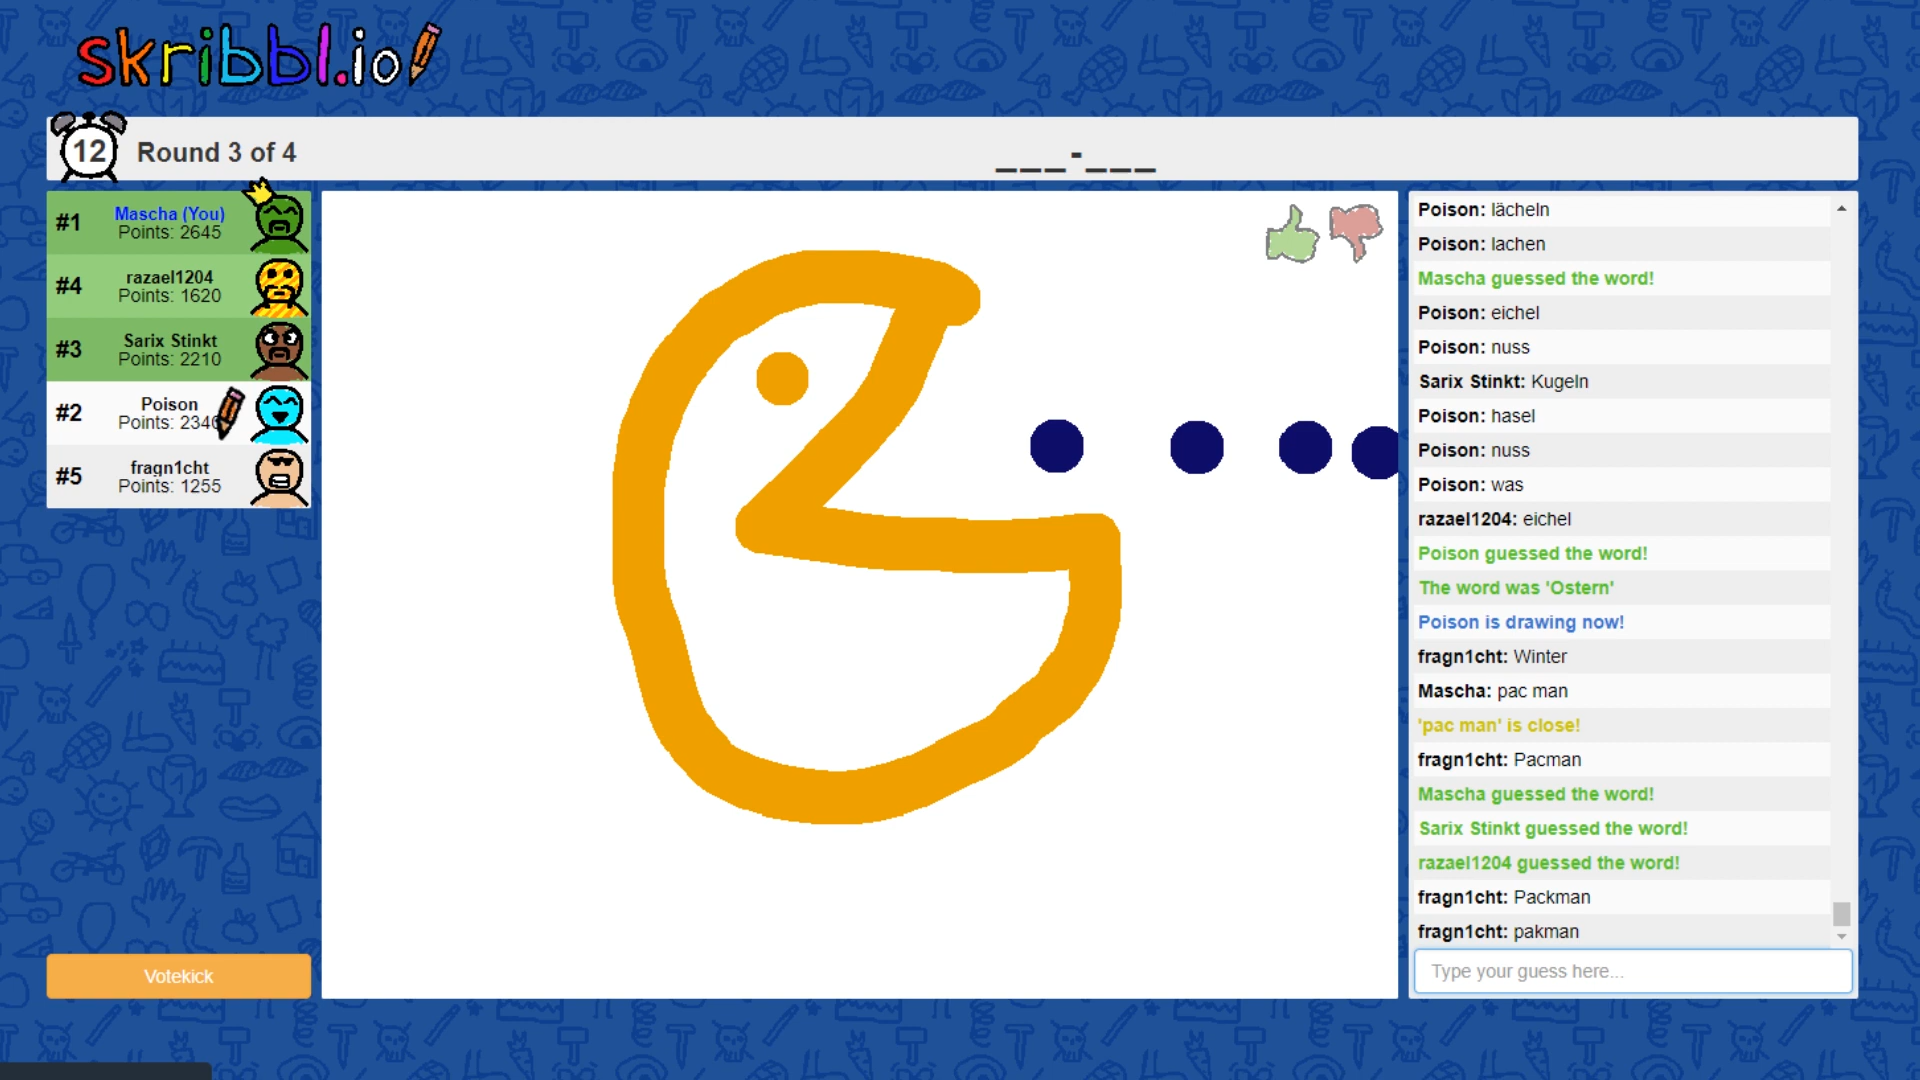 skribbl.io
12
Round 3 of 4
___-___
#1
Mascha (You)
Points: 2645
#4
razael1204
Points: 1620
#3
Sarix Stinkt
Points: 2210
#2
Poison
Points: 2346
#5
fragn1cht
Points: 1255
Votekick
Poison: lächeln
Poison: lachen
Mascha guessed the word!
Poison: eichel
Poison: nuss
Sarix Stinkt: Kugeln
Poison: hasel
Poison: nuss
Poison: was
razael1204: eichel
Poison guessed the word!
The word was 'Ostern'
Poison is drawing now!
fragn1cht: Winter
Mascha: pac man
'pac man' is close!
fragn1cht: Pacman
Mascha guessed the word!
Sarix Stinkt guessed the word!
razael1204 guessed the word!
fragn1cht: Packman
fragn1cht: pakman
Type your guess here...